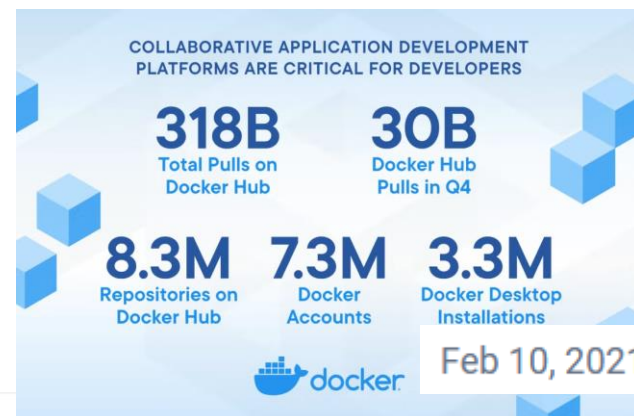 COLLABORATIVE APPLICATION DEVELOPMENT
PLATFORMS ARE CRITICAL FOR DEVELOPERS
318B
Total Pulls on
Docker Hub
30B
Docker Hub
Pulls in Q4
8.3M
Repositories on
Docker Hub
7.3M
Docker
Accounts
3.3M
Docker Desktop
Installations
docker
Feb 10, 2021